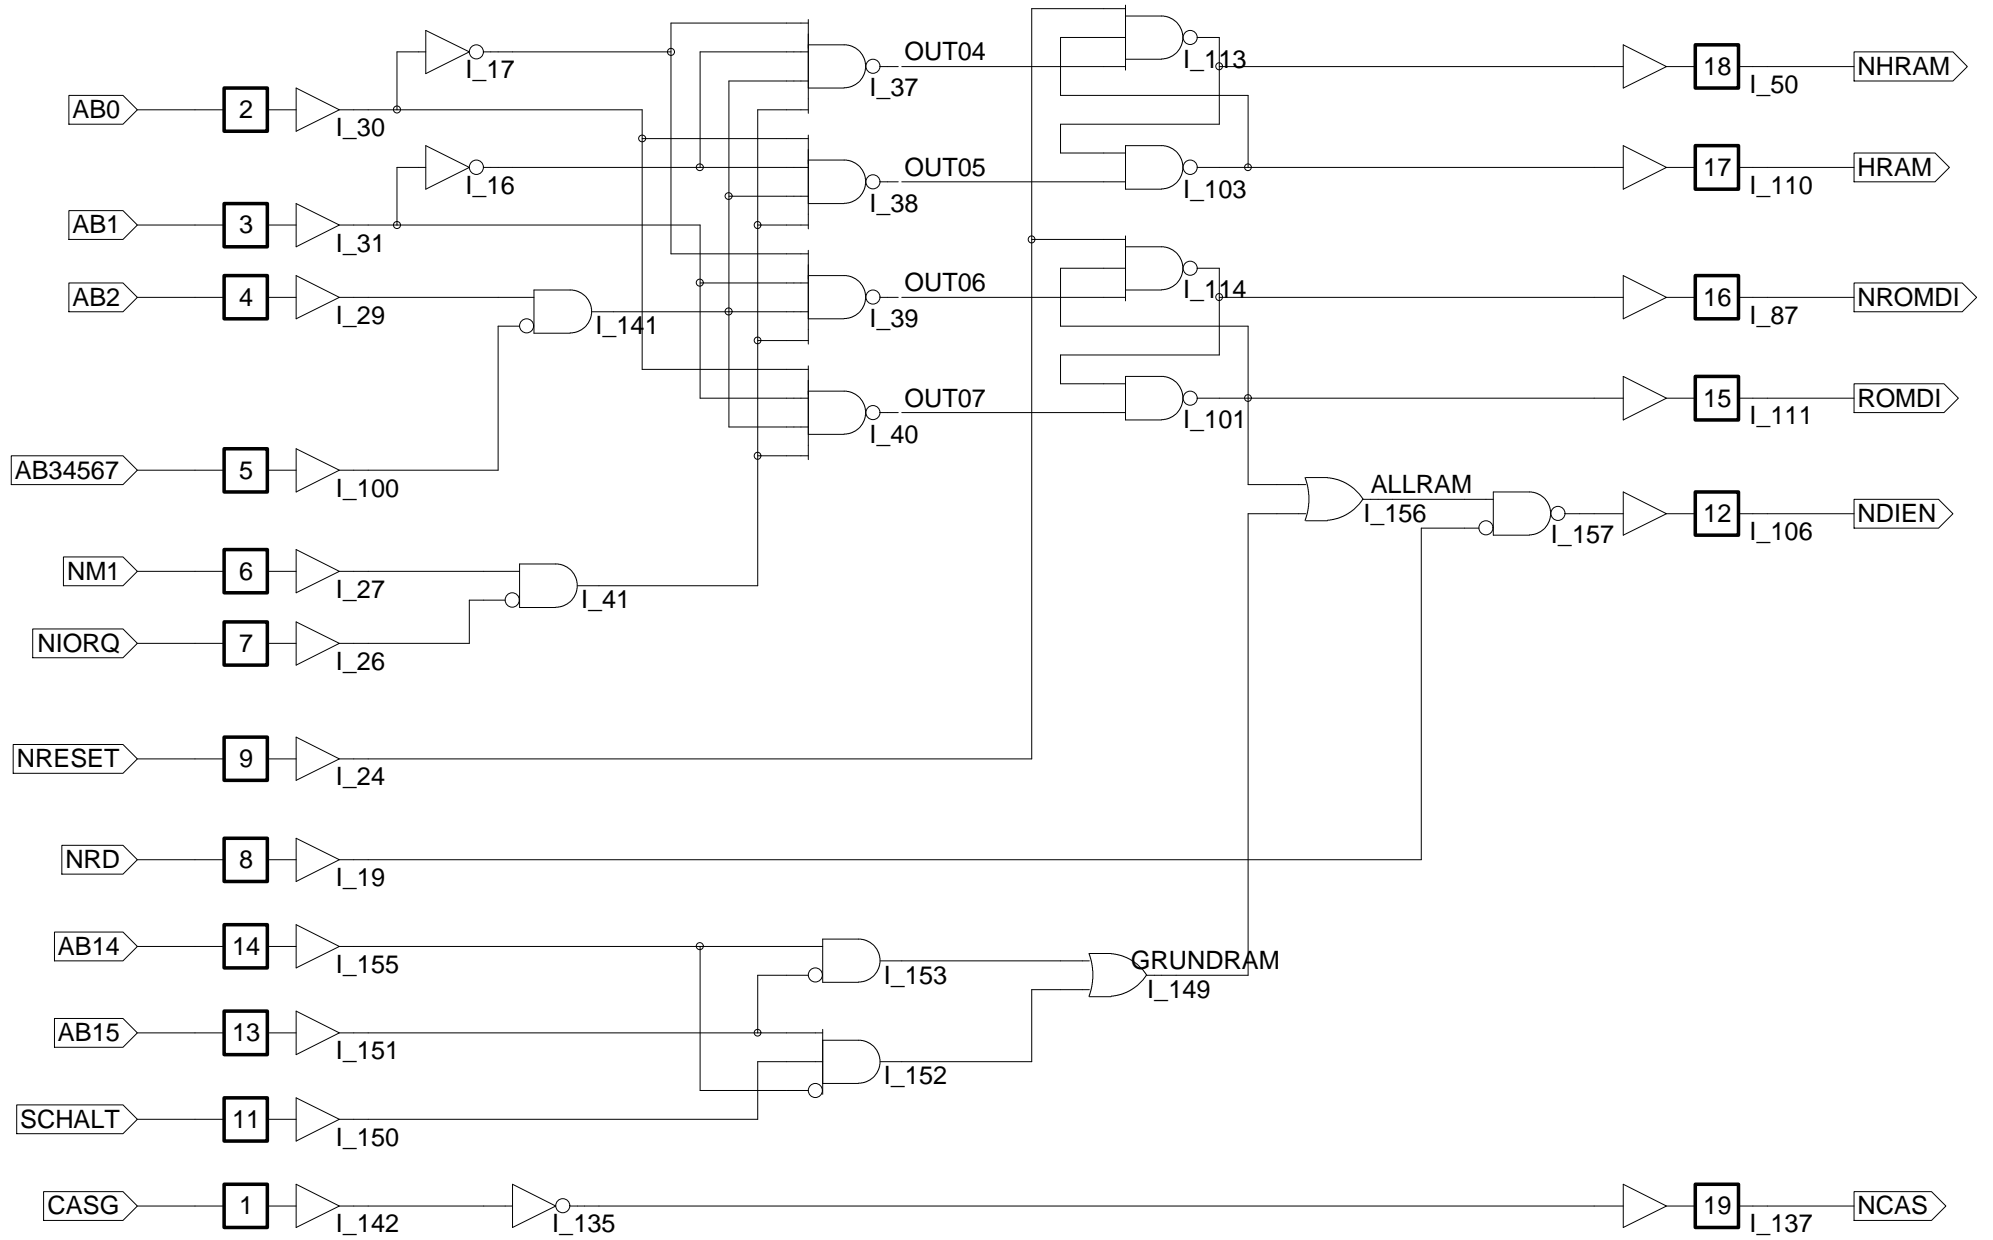 I_17
OUT04
I_113
18
I_50
NHRAM
AB0
2
I_30
I_37
I_16
OUT05
I_103
17
I_110
HRAM
AB1
3
I_31
I_38
AB2
4
I_29
I_141
OUT06
I_39
I_114
16
I_87
NROMDI
OUT07
I_40
I_101
15
I_111
ROMDI
AB34567
5
I_100
ALLRAM
I_156
I_157
12
I_106
NDIEN
NM1
6
I_27
I_41
NIORQ
7
I_26
NRESET
9
I_24
NRD
8
I_19
AB14
14
I_155
I_153
GRUNDRAM
I_149
AB15
13
I_151
I_152
SCHALT
11
I_150
CASG
1
I_142
I_135
19
I_137
NCAS